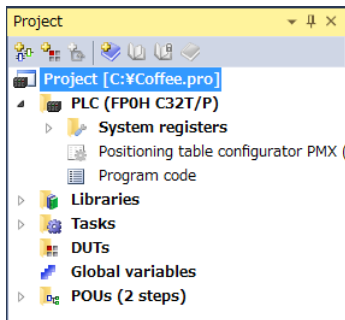 Project
Project [C:¥Coffee.pro]
PLC (FP0H C32T/P)
System registers
Positioning table configurator PMX (
Program code
Libraries
Tasks
DUTs
Global variables
POUs (2 steps)